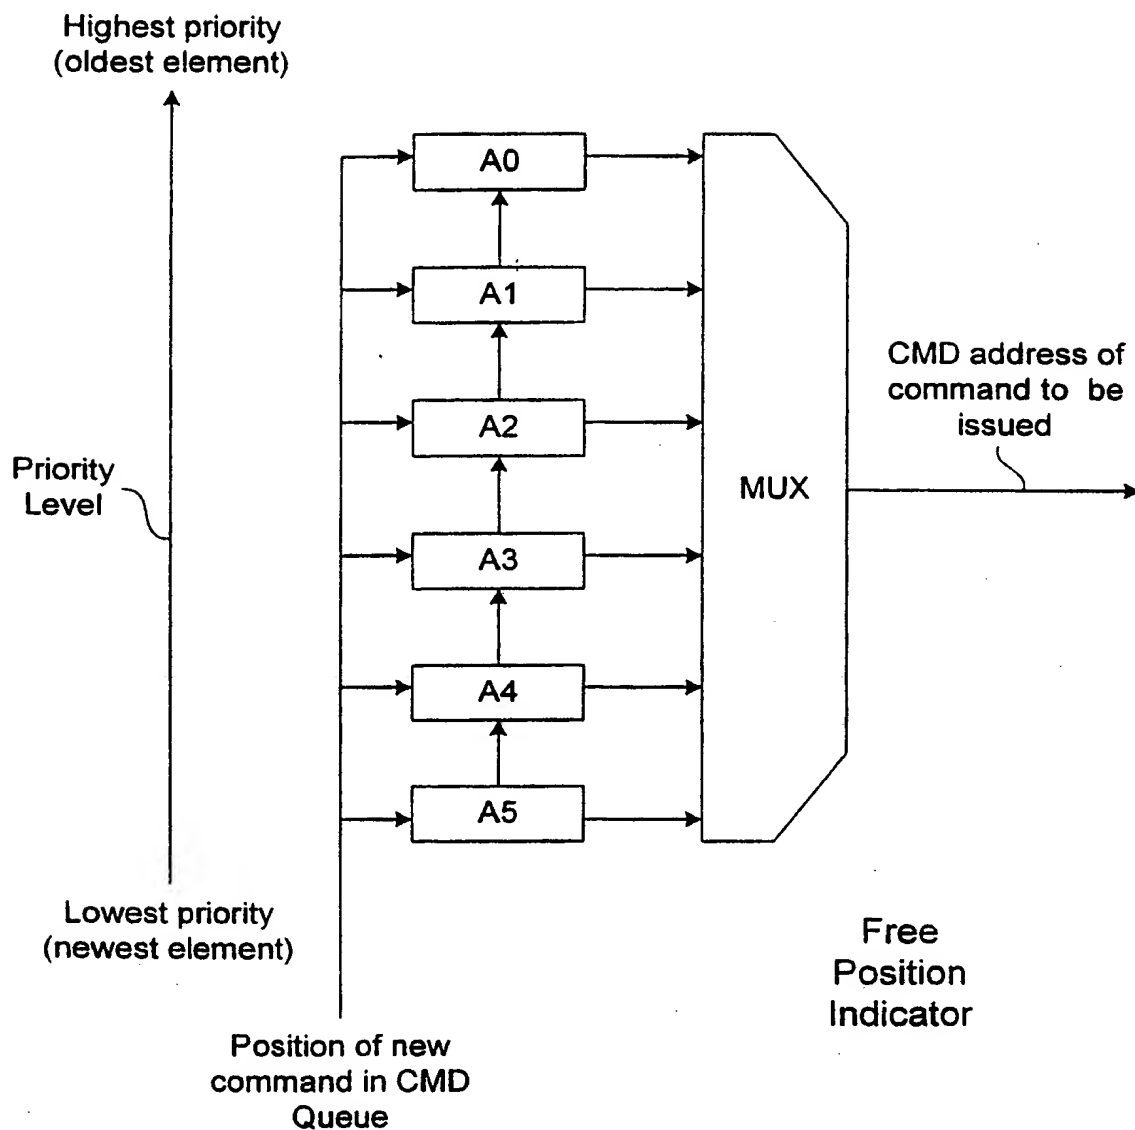 Highest priority
(oldest element)
A0
A1
CMD address of
command to be
issued
A2
Priority
Level
MUX
A3
A4
A5
Lowest priority
(newest element)
Free
Position
Indicator
Position of new
command in CMD
Queue